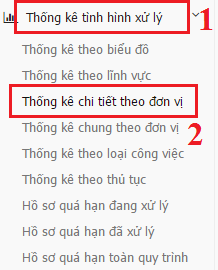 Thống kê tình hình xử lý 1
Thống kê theo biểu đồ
Thống kê theo lĩnh vực
Thống kê chi tiết theo đơn vị
Thống kê chung theo đơn vị 2
Thống kê theo loại công việc
Thống kê theo thủ tục
Hồ sơ quá hạn đang xử lý
Hồ sơ quá hạn đã xử lý
Hồ sơ quá hạn toàn quy trình